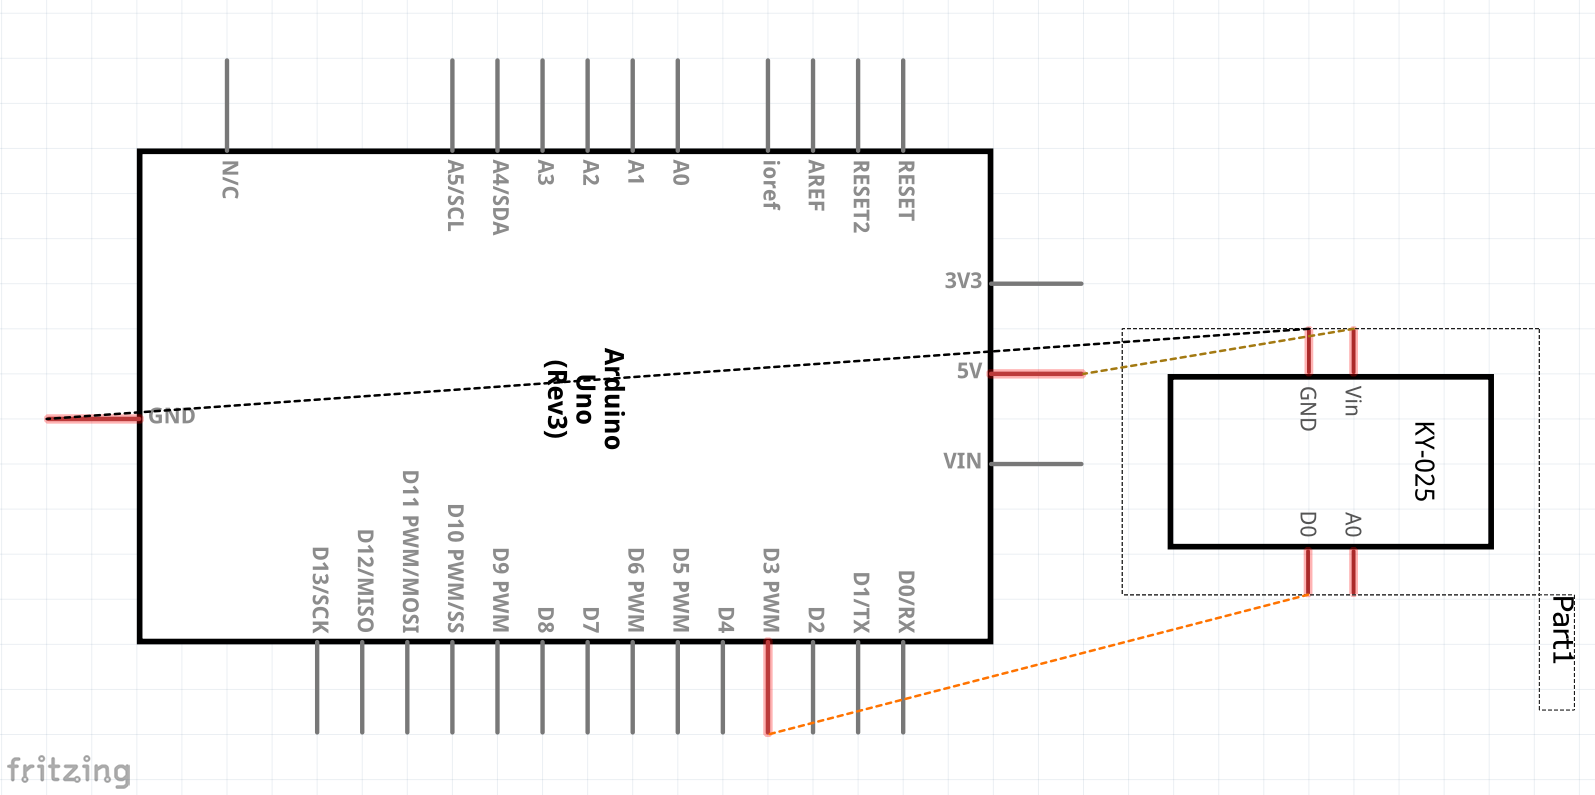 N/C
A5/SCL
A4/SDA
A3
A2
A1
A0
ioref
AREF
RESET2
RESET
3V3
5V
VIN
GND
Arduino
Uno
(Rev3)
D13/SCK
D12/MISO
D11 PWM/MOSI
D10 PWM/SS
D9 PWM
D8
D7
D6 PWM
D5 PWM
D4
D3 PWM
D2
D1/TX
D0/RX
GND
Vin
KY-025
D0
A0
Part1
fritzing